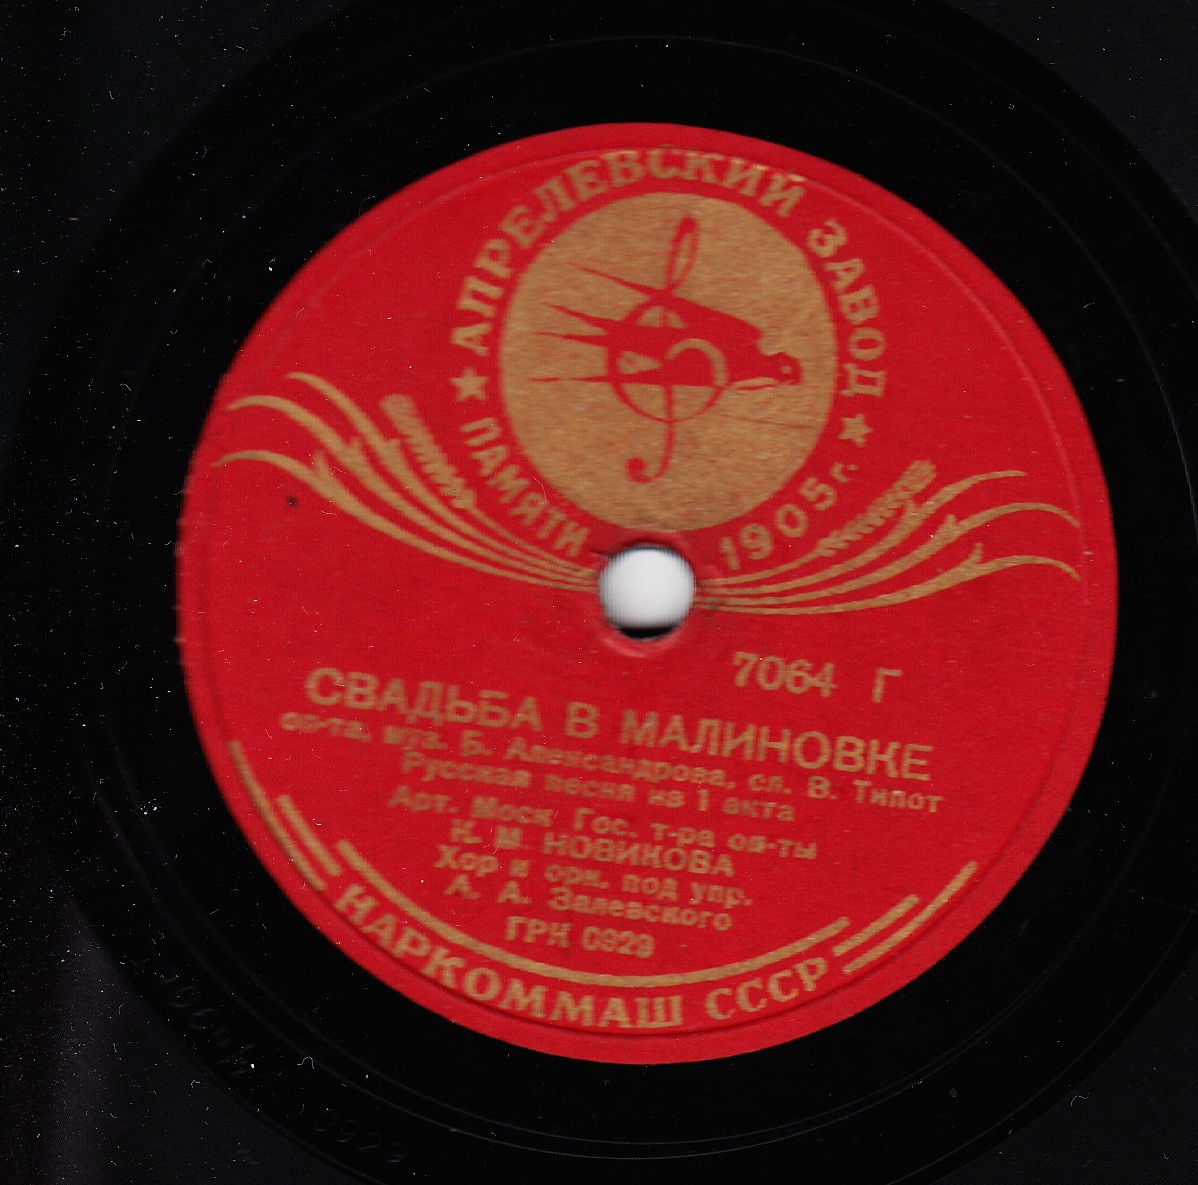 АПРЕЛЕВСКИЙ ЗАВОД
ПАМЯТИ 1905 г.
7064 Г
СВАДЬБА В МАЛИНОВКЕ
оп-та, муз. Б. Александрова, сл. В. Типот
Русская песня из 1 акта
Арт. Моск. Гос. т-ра оп-ты
К. М. НОВИКОВА
Хор и орк. под упр.
А. А. Залевского
ГРК 0929
НАРКОММАШ СССР
0929